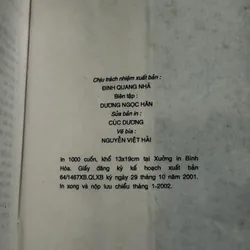 Chịu trách nhiệm xuất bản :
ĐINH QUANG NHÃ
Biên tập :
DƯƠNG NGỌC HÂN
Sửa bản in :
CÚC DƯƠNG
Vẽ bìa :
NGUYỄN VIỆT HẢI
In 1000 cuốn, khổ 13x19cm tại Xưởng in Bình
Hòa. Giấy đăng ký kế hoạch xuất bản
64/1467XB.QLXB ký ngày 29 tháng 10 năm 2001.
In xong và nộp lưu chiểu tháng 1-2002.